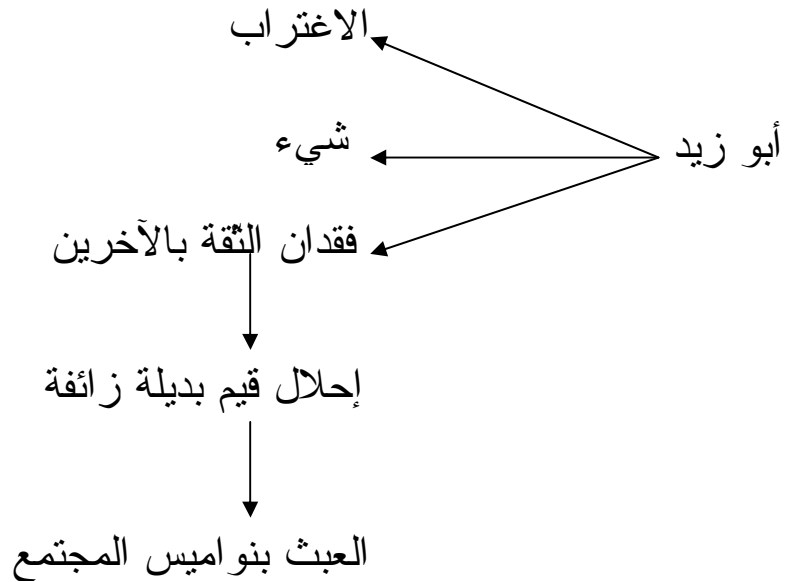 الاغتراب
أبو زيد
شيء
فقدان الثقة بالآخرين
إحلال قيم بديلة زائفة
العبث بنواميس المجتمع